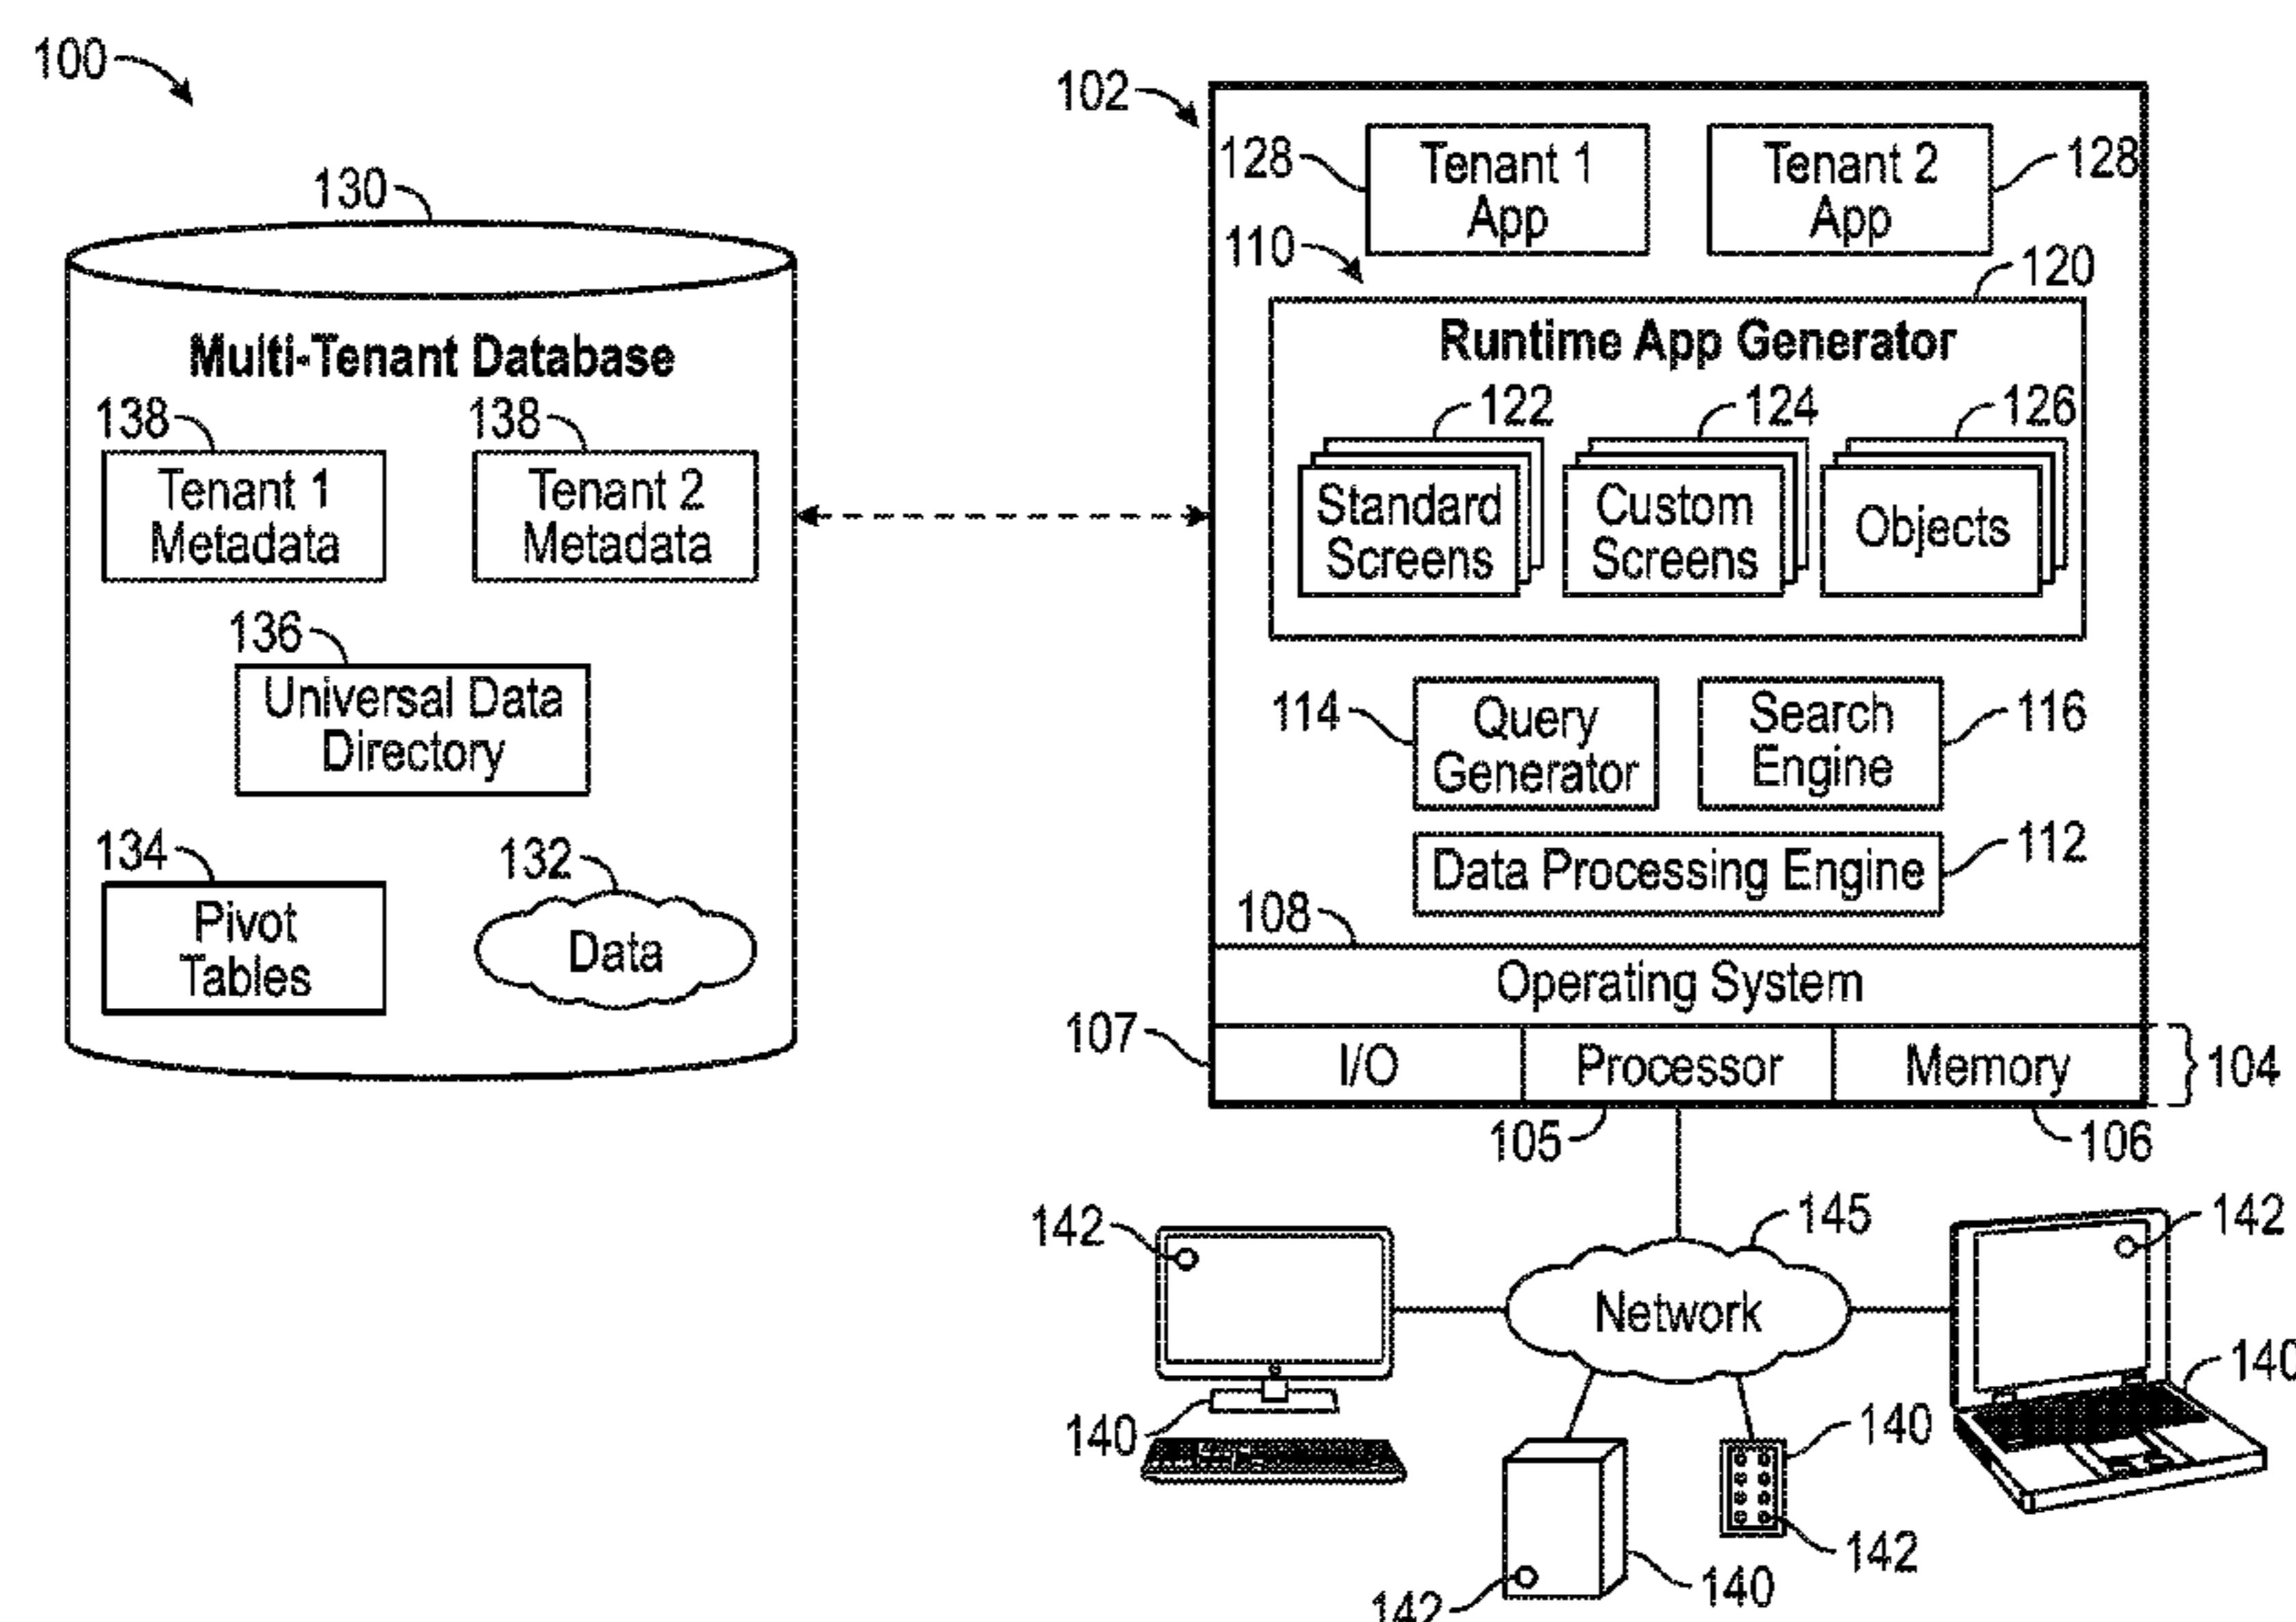 100
130
Multi-Tenant Database
138
138
Tenant 1
Metadata
Tenant 2
Metadata
136
Universal Data
Directory
134
Pivot
Tables
132
Data
102
128
Tenant 1
App
Tenant 2
App
128
110
120
Runtime App Generator
122
124
126
Standard
Screens
Custom
Screens
Objects
114
Query
Generator
Search
Engine
116
Data Processing Engine
112
108
Operating System
107
I/O
Processor
Memory
104
105
106
142
145
142
Network
140
140
140
142
140
142